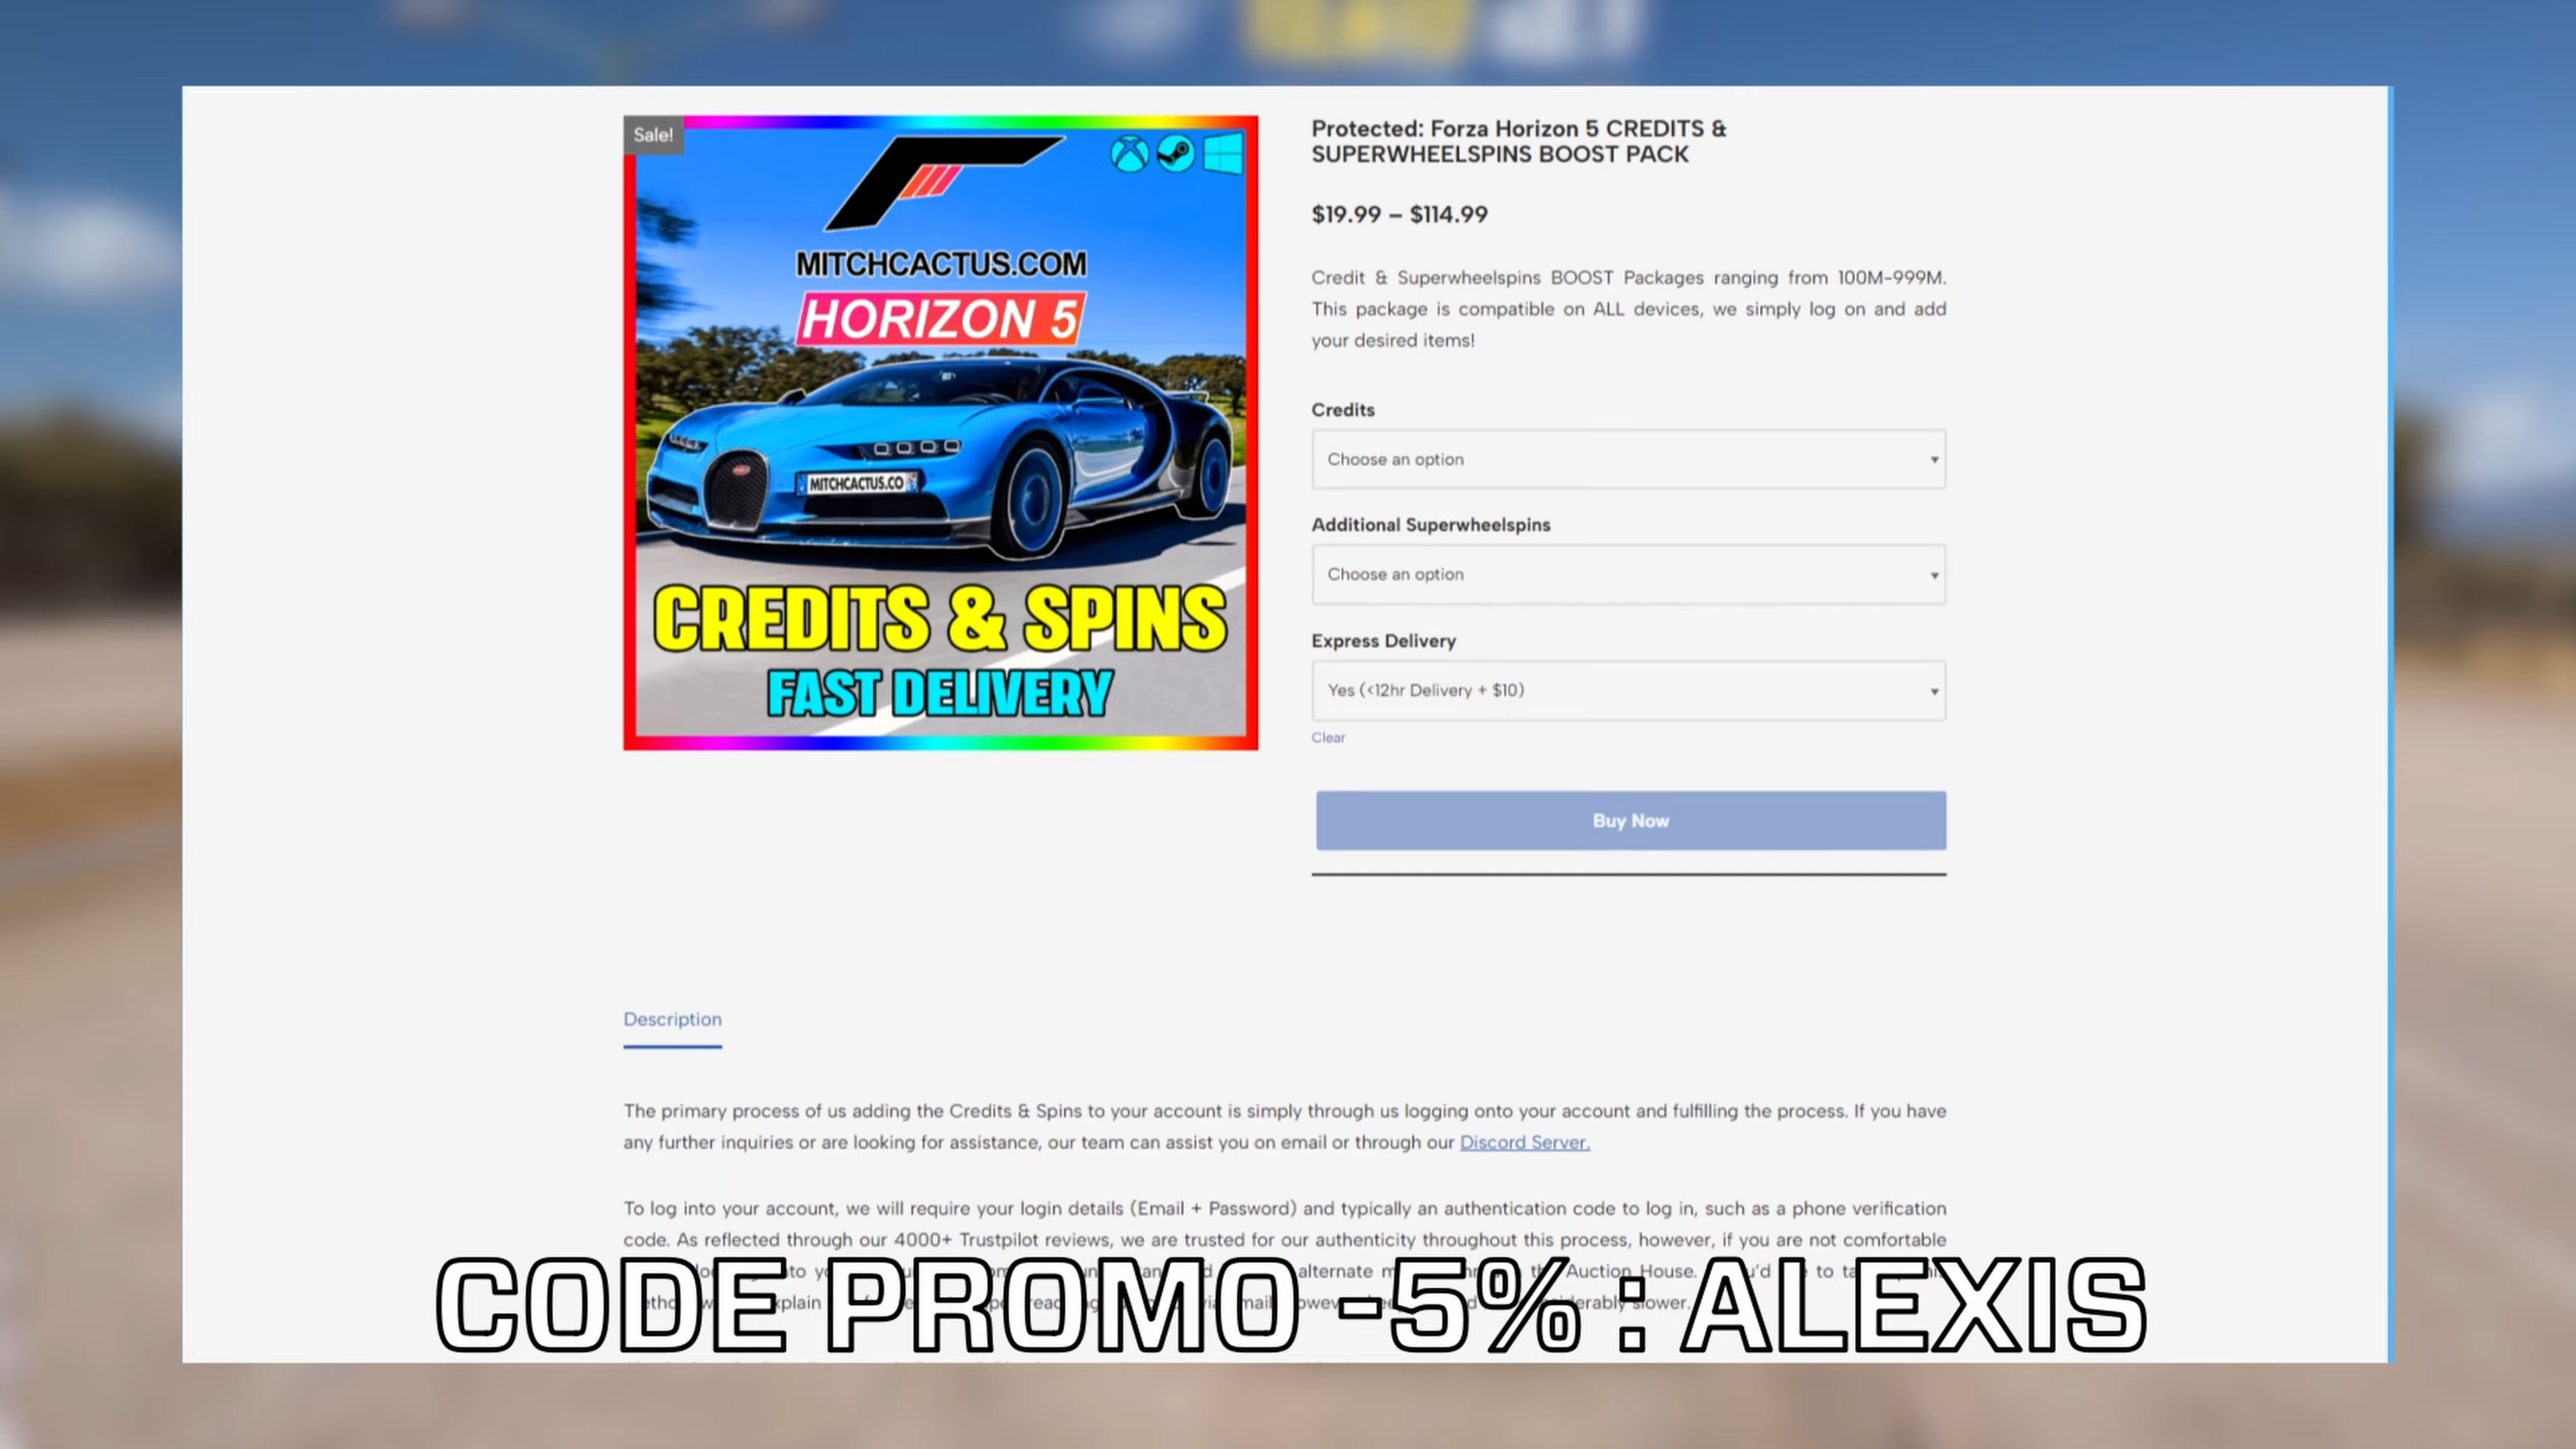 Sale!
MITCHCACTUS.COM
HORIZON 5
MITCHCACTUS.CO
CREDITS & SPINS
FAST DELIVERY
Protected: Forza Horizon 5 CREDITS &
SUPERWHEELSPINS BOOST PACK
$19.99 – $114.99
Credit & Superwheelspins BOOST Packages ranging from 100M-999M.
This package is compatible on ALL devices, we simply log on and add
your desired items!
Credits
Choose an option
Additional Superwheelspins
Choose an option
Express Delivery
Yes (<12hr Delivery + $10)
Clear
Buy Now
Description
The primary process of us adding the Credits & Spins to your account is simply through us logging onto your account and fulfilling the process. If you have
any further inquiries or are looking for assistance, our team can assist you on email or through our Discord Server.
To log into your account, we will require your login details (Email + Password) and typically an authentication code to log in, such as a phone verification
code. As reflected through our 4000+ Trustpilot reviews, we are trusted for our authenticity throughout this process, however, if you are not comfortable
alternate Auction House. to
slower.
CODE PROMO -5% : ALEXIS